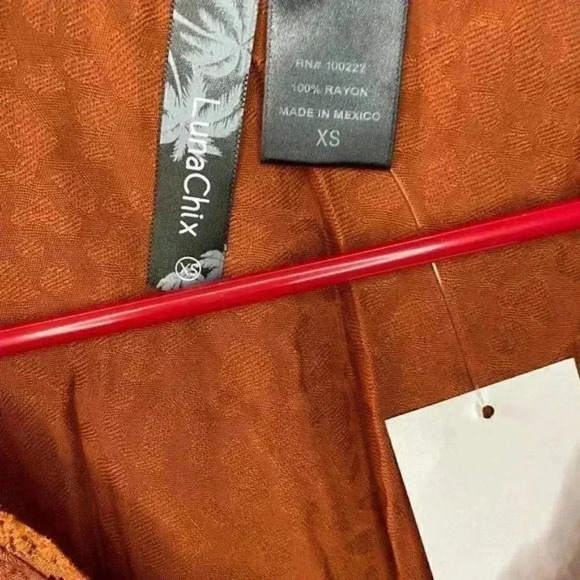 LunaChix
XS
RN# 100222
100% RAYON
MADE IN MEXICO
XS